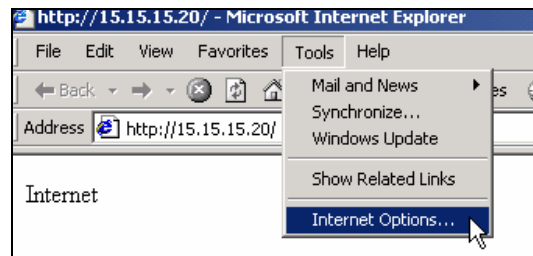 http://15.15.15.20/ - Microsoft Internet Explorer
File Edit View Favorites Tools Help
Back
Mail and News
es
Synchronize...
Address http://15.15.15.20/
Windows Update
Show Related Links
Internet
Internet Options...